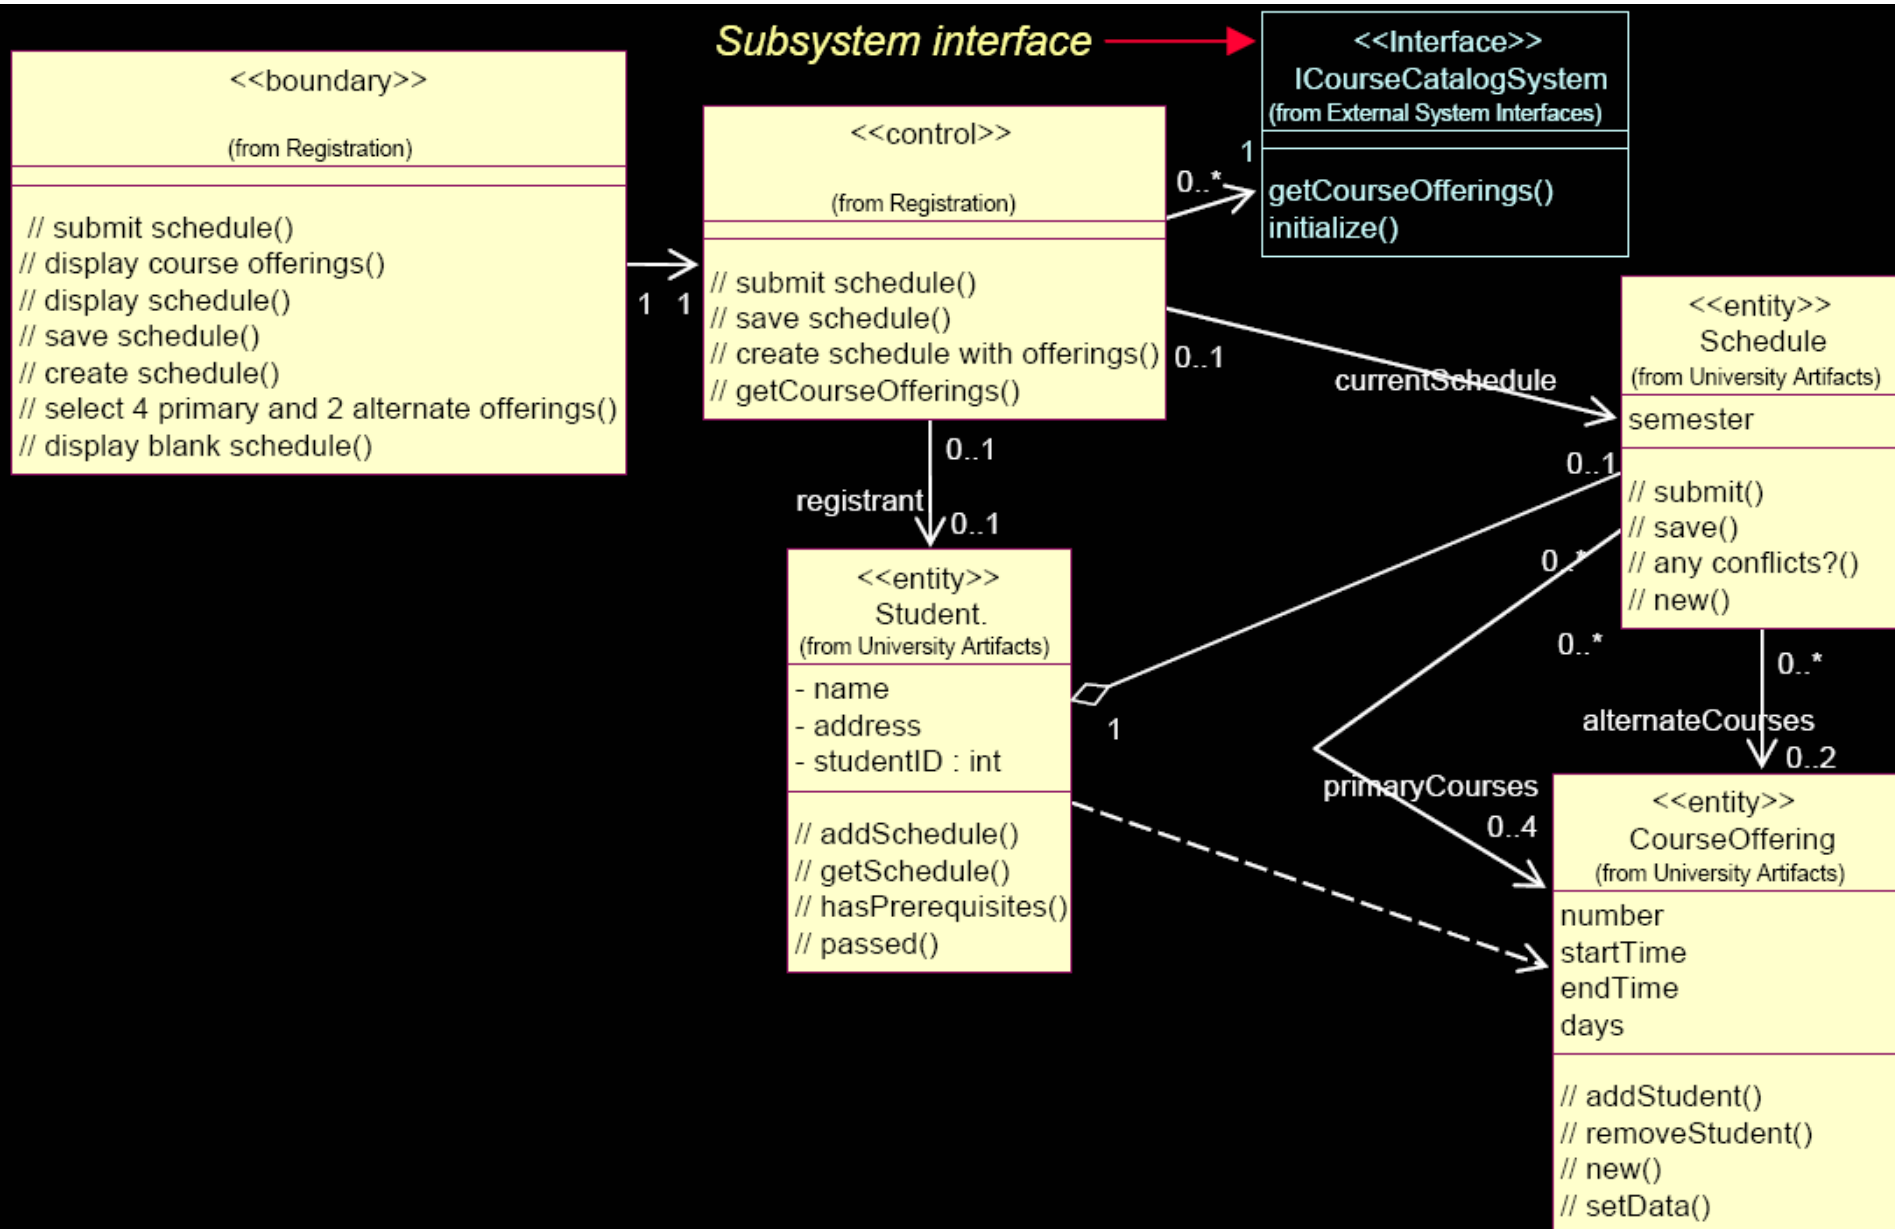 Subsystem interface
<<boundary>>
(from Registration)
// submit schedule()
// display course offerings()
// display schedule()
// save schedule()
// create schedule()
// select 4 primary and 2 alternate offerings()
// display blank schedule()
1
1
<<control>>
(from Registration)
// submit schedule()
// save schedule()
// create schedule with offerings()
// getCourseOfferings()
0..*
1
<<Interface>>
ICourseCatalogSystem
(from External System Interfaces)
getCourseOfferings()
initialize()
0..1
currentSchedule
0..1
<<entity>>
Schedule
(from University Artifacts)
semester
// submit()
// save()
// any conflicts?()
// new()
0..1
registrant
0..1
<<entity>>
Student.
(from University Artifacts)
- name
- address
- studentID : int
// addSchedule()
// getSchedule()
// hasPrerequisites()
// passed()
1
0..*
0..*
0..*
alternateCourses
0..2
primaryCourses
0..4
<<entity>>
CourseOffering
(from University Artifacts)
number
startTime
endTime
days
// addStudent()
// removeStudent()
// new()
// setData()